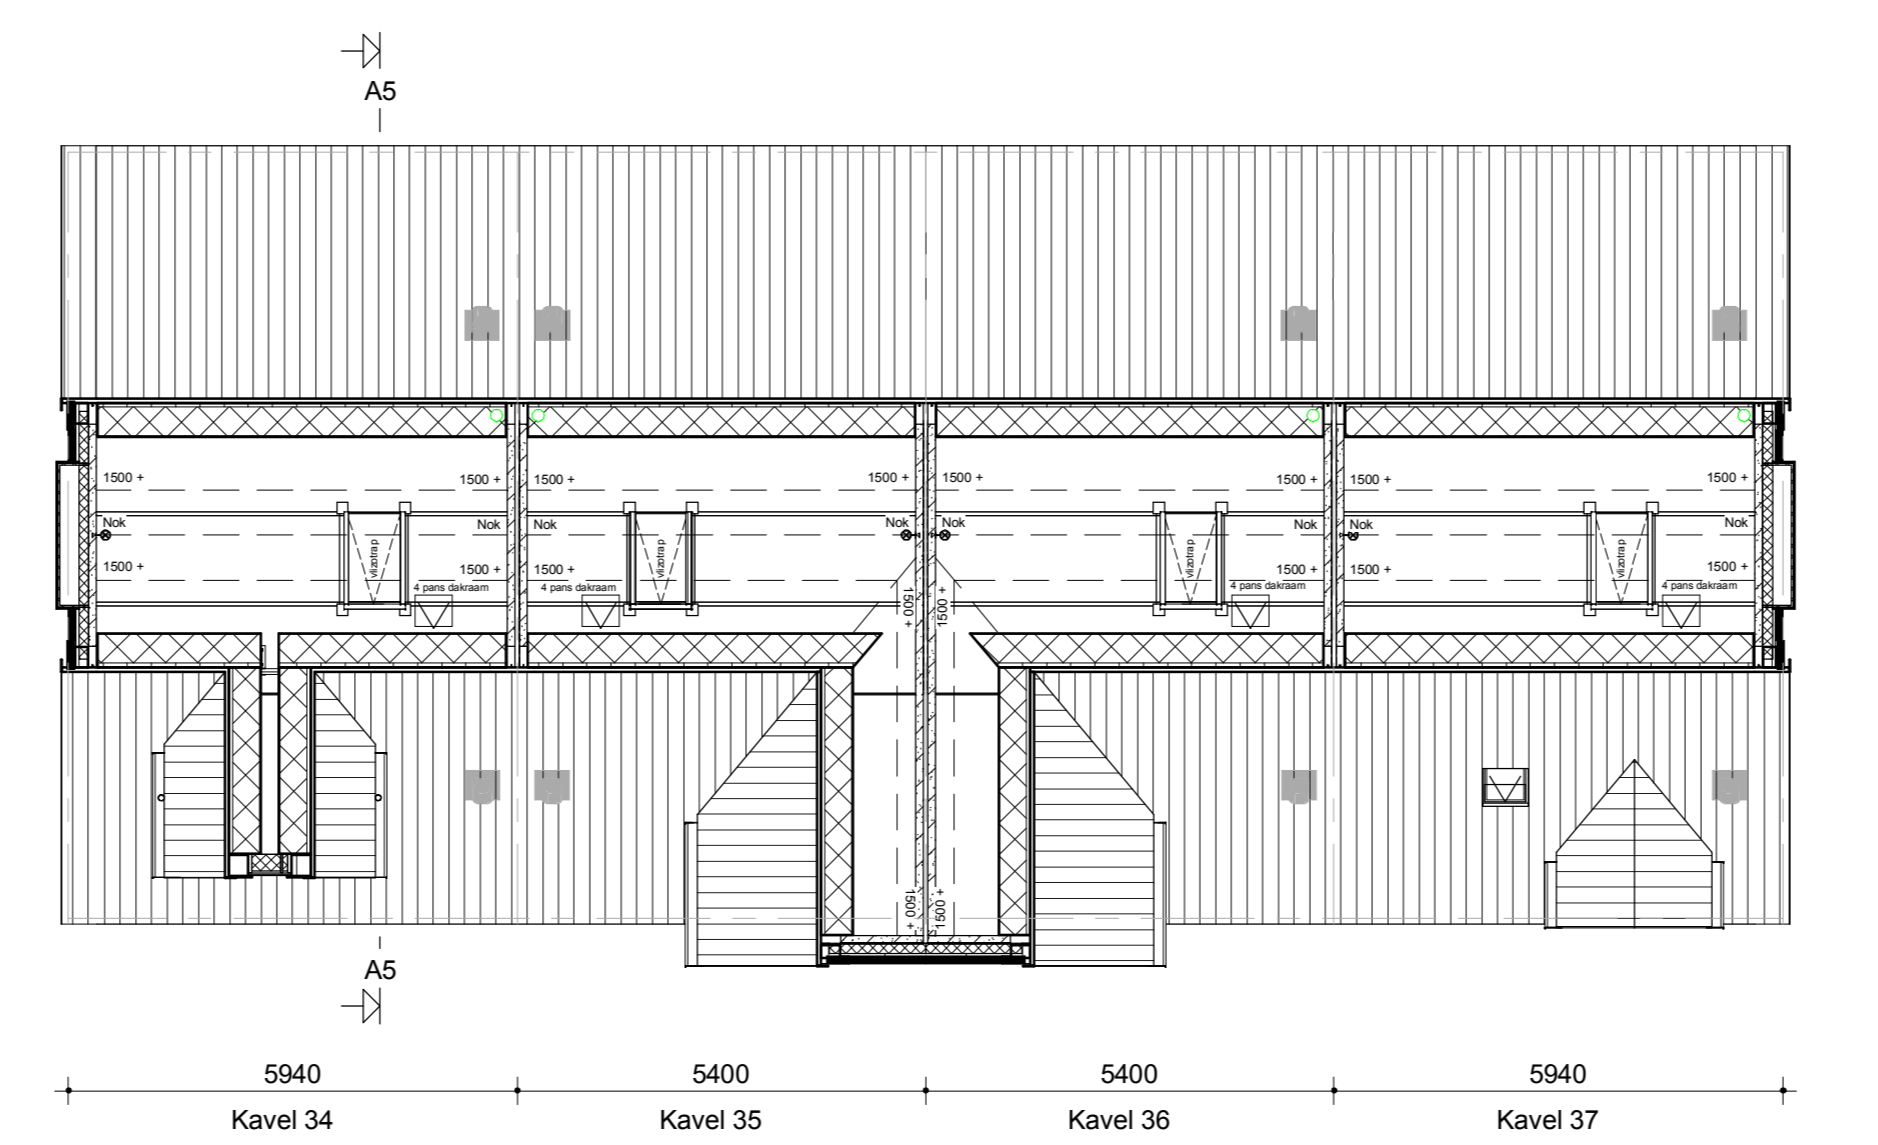 A5
1500 +
1500 +
1500 +
1500 +
1500 +
1500 +
1500 +
1500 +
Nok
Nok
Nok
Nok
Nok
Nok
Nok
Nok
vlizotrap
vlizotrap
vlizotrap
vlizotrap
1500 +
1500 +
1500 +
1500 +
1500 +
1500 +
1500 +
4 pans dakraam
4 pans dakraam
4 pans dakraam
4 pans dakraam
1500 +
1500 +
1500 +
1500 +
A5
5940
5400
5400
5940
Kavel 34
Kavel 35
Kavel 36
Kavel 37